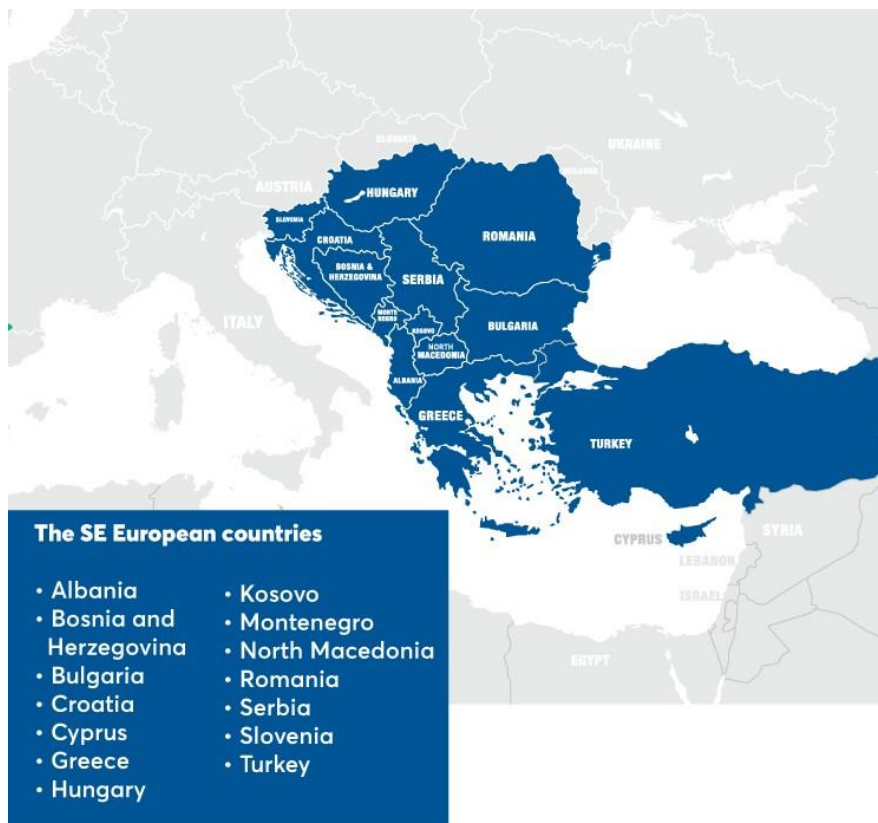 SLOVAKIA
UKRAINE
MOLDOVA
AUSTRIA
HUNGARY
SLOVENIA
CROATIA
ROMANIA
BOSNIA &
HERZEGOVINA
SERBIA
ITALY
MONTE
NEGRO
KOSOVO
BULGARIA
NORTH
MACEDONIA
ALBANIA
GREECE
TURKEY
CYPRUS
SYRIA
LEBANON
ISRAEL
EGYPT
The SE European countries
• Albania
• Bosnia and
Herzegovina
• Bulgaria
• Croatia
• Cyprus
• Greece
• Hungary
• Kosovo
• Montenegro
• North Macedonia
• Romania
• Serbia
• Slovenia
• Turkey